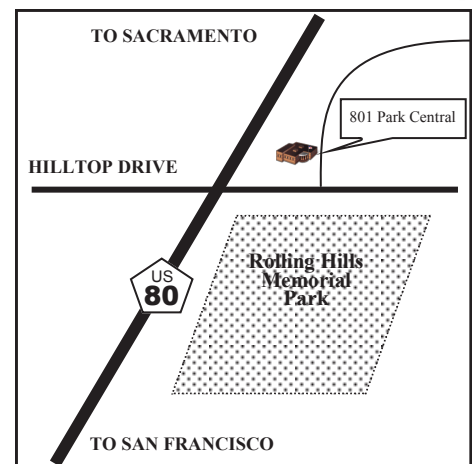 TO SACRAMENTO
801 Park Central
HILLTOP DRIVE
Rolling Hills
Memorial
Park
US
80
TO SAN FRANCISCO